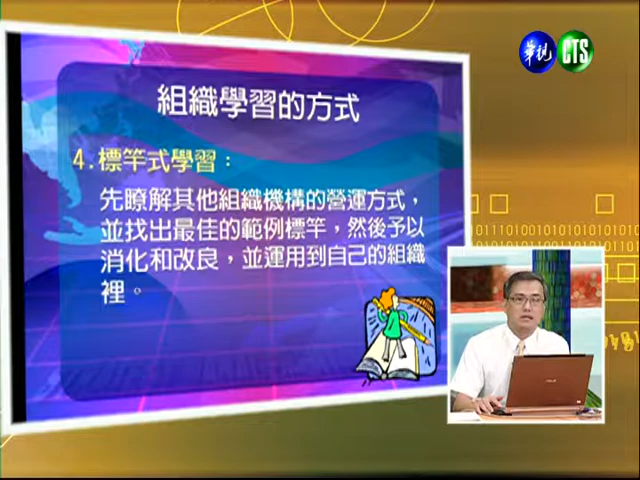 華視 CTS
組織學習的方式
4.標竿式學習：
先瞭解其他組織機構的營運方式，
並找出最佳的範例標竿，然後予以
消化和改良，並運用到自己的組織
裡。
01110100101010101010